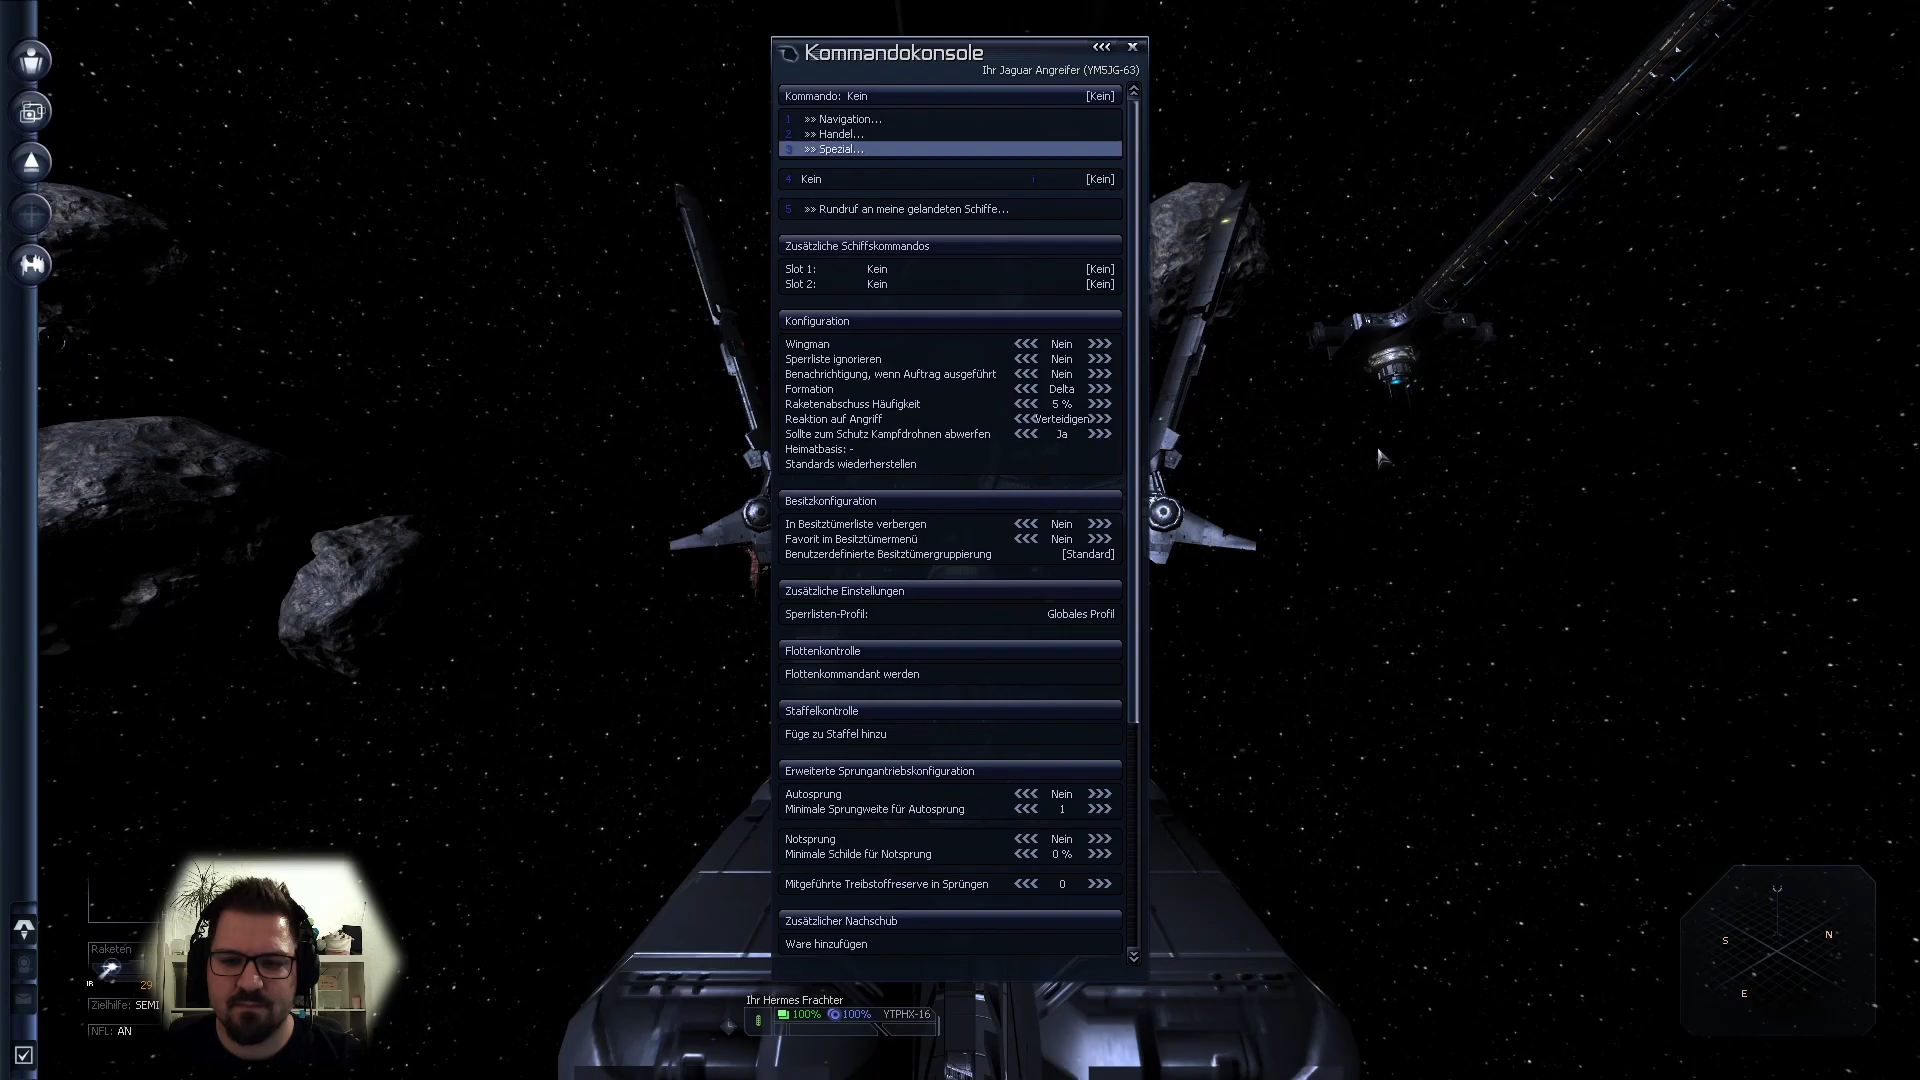 Kommandokonsole
Ihr Jaguar Angreifer (YM5JG-63)
Kommando: Kein [Kein]
1 »» Navigation...
2 »» Handel...
3 »» Spezial...
4 Kein i [Kein]
5 »» Rundruf an meine gelandeten Schiffe...
Zusätzliche Schiffskommandos
Slot 1: Kein [Kein]
Slot 2: Kein [Kein]
Konfiguration
Wingman Nein
Sperrliste ignorieren Nein
Benachrichtigung, wenn Auftrag ausgeführt Nein
Formation Delta
Raketenabschuss Häufigkeit 5 %
Reaktion auf Angriff Verteidigen
Sollte zum Schutz Kampfdrohnen abwerfen Ja
Heimatbasis: -
Standards wiederherstellen
Besitzkonfiguration
In Besitztümerliste verbergen Nein
Favorit im Besitztümermenü Nein
Benutzerdefinierte Besitztümergruppierung [Standard]
Zusätzliche Einstellungen
Sperrlisten-Profil: Globales Profil
Flottenkontrolle
Flottenkommandant werden
Staffelkontrolle
Füge zu Staffel hinzu
Erweiterte Sprungantriebskonfiguration
Autosprung Nein
Minimale Sprungweite für Autosprung 1
Notsprung Nein
Minimale Schilde für Notsprung 0 %
Mitgeführte Treibstoffreserve in Sprüngen 0
Zusätzlicher Nachschub
Ware hinzufügen
Raketen
29
Zielhilfe: SEMI
NFL: AN
Ihr Hermes Frachter
100% 100% YTPHX-16
S N
E